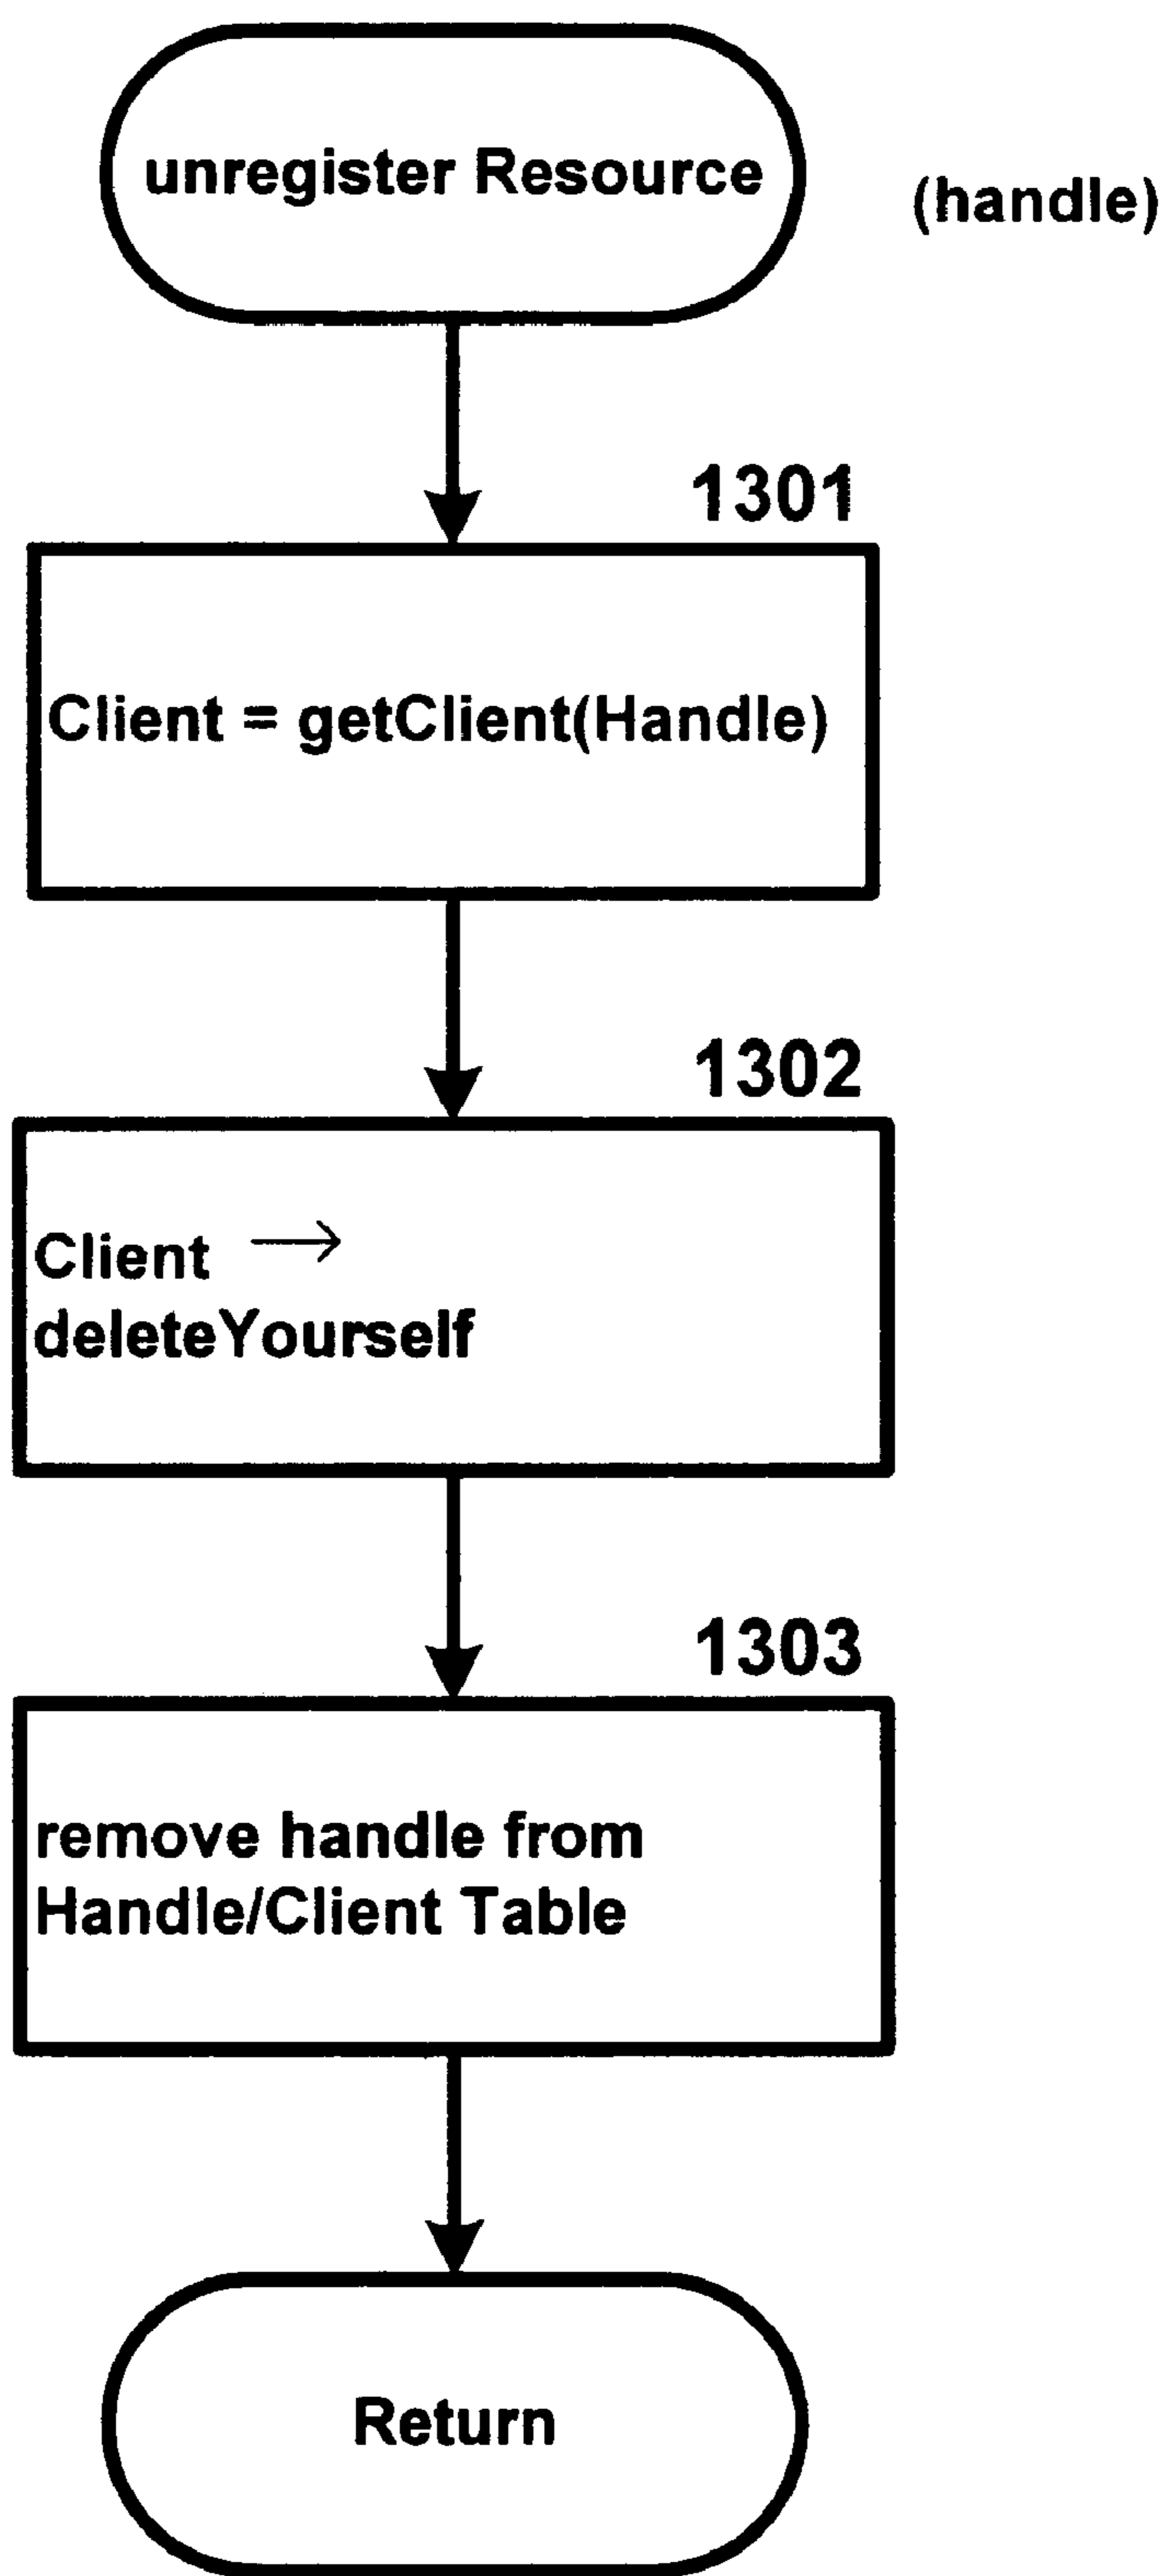 unregister Resource
(handle)
1301
Client = getClient(Handle)
1302
Client →
deleteYourself
1303
remove handle from
Handle/Client Table
Return